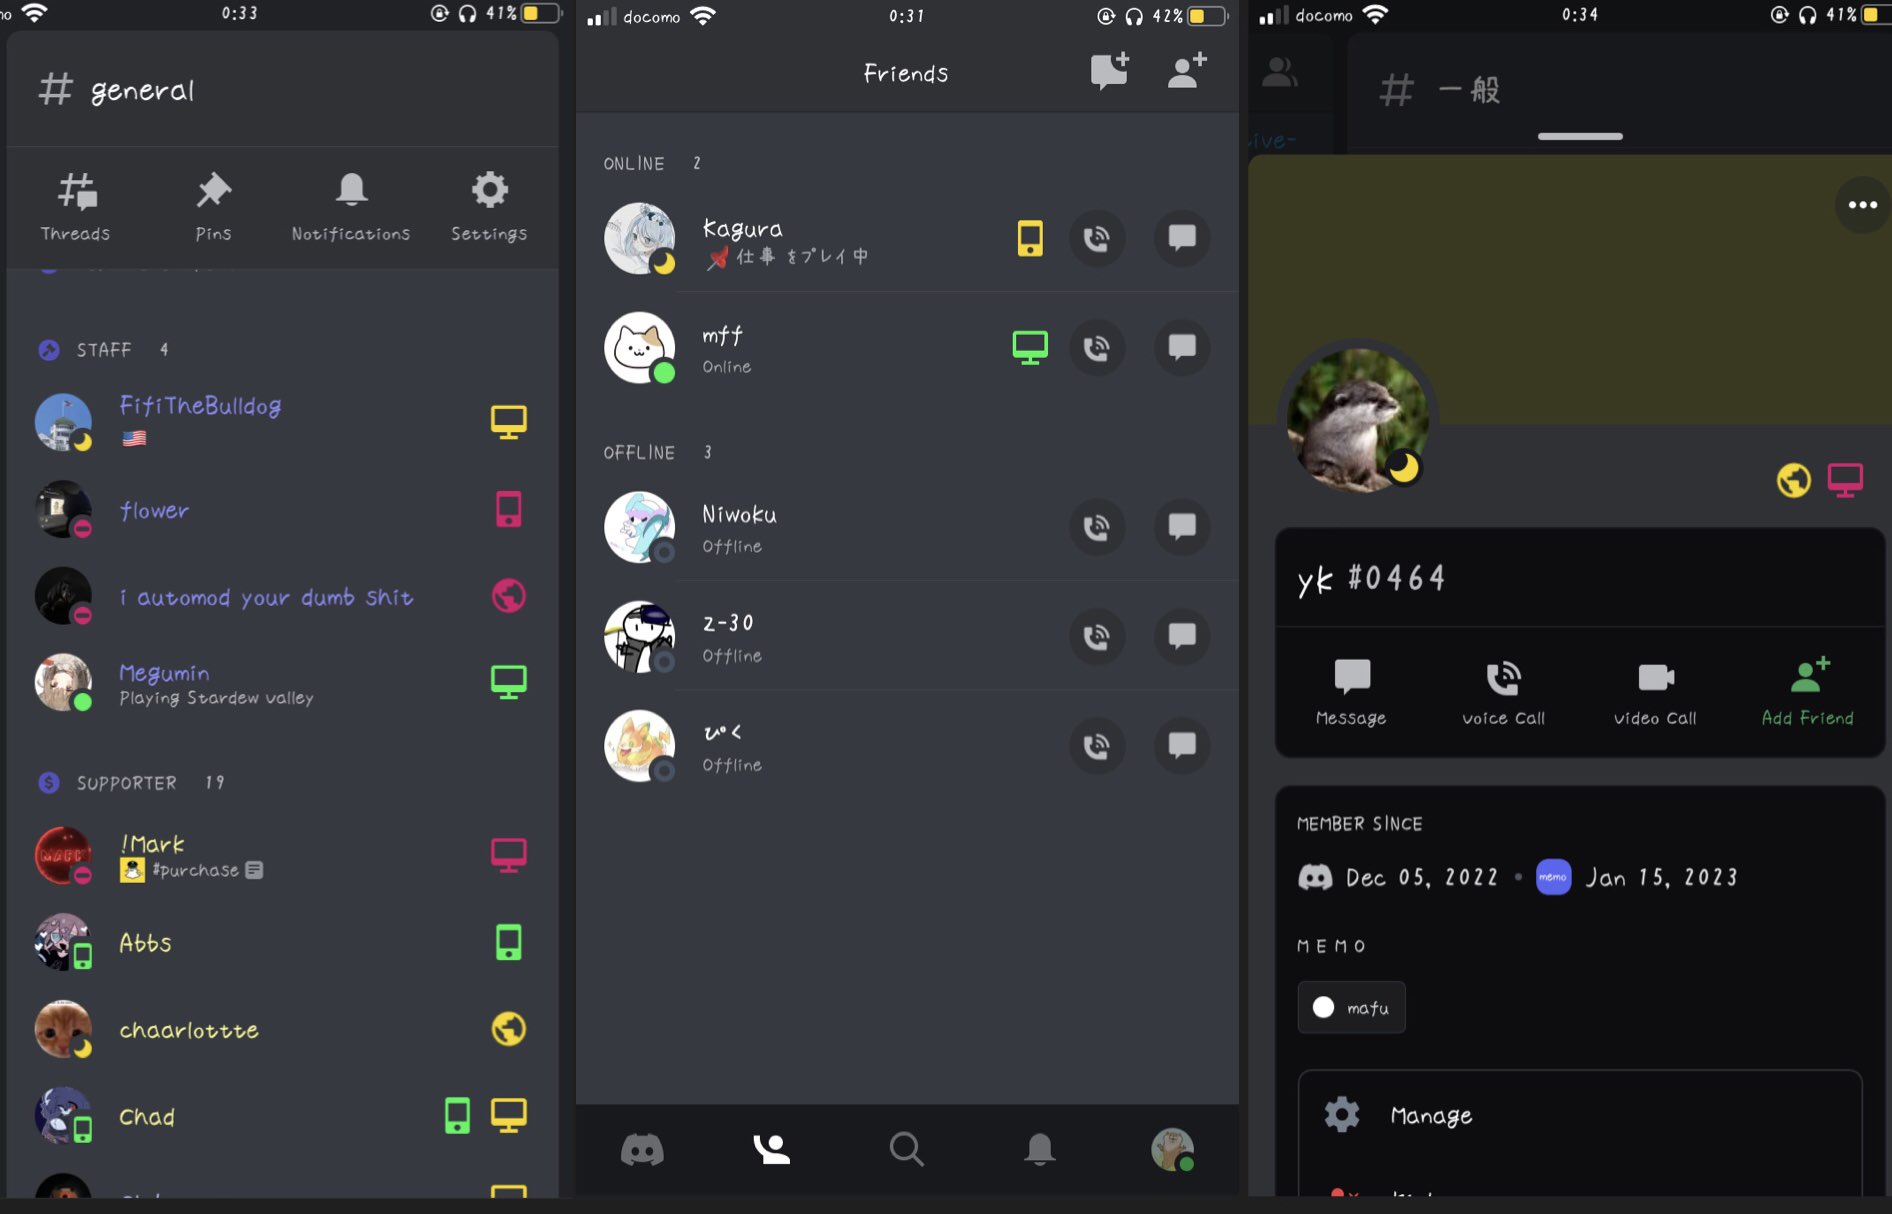 0:33
41%
general
Threads
Pins
Notifications
Settings
STAFF 4
FifiTheBulldog
flower
i automod your dumb shit
Megumin
Playing Stardew Valley
SUPPORTER 19
MARK
!Mark
#purchase
Abbs
chaarlottte
Chad
docomo
0:31
42%
Friends
ONLINE 2
Kagura
仕事 をプレイ中
mff
Online
OFFLINE 3
Niwoku
Offline
z-30
Offline
ぴく
Offline
docomo
0:34
41%
# 一般
ive-
yk #0464
Message
Voice Call
Video Call
Add Friend
MEMBER SINCE
Dec 05, 2022 • memo Jan 15, 2023
MEMO
mafu
Manage